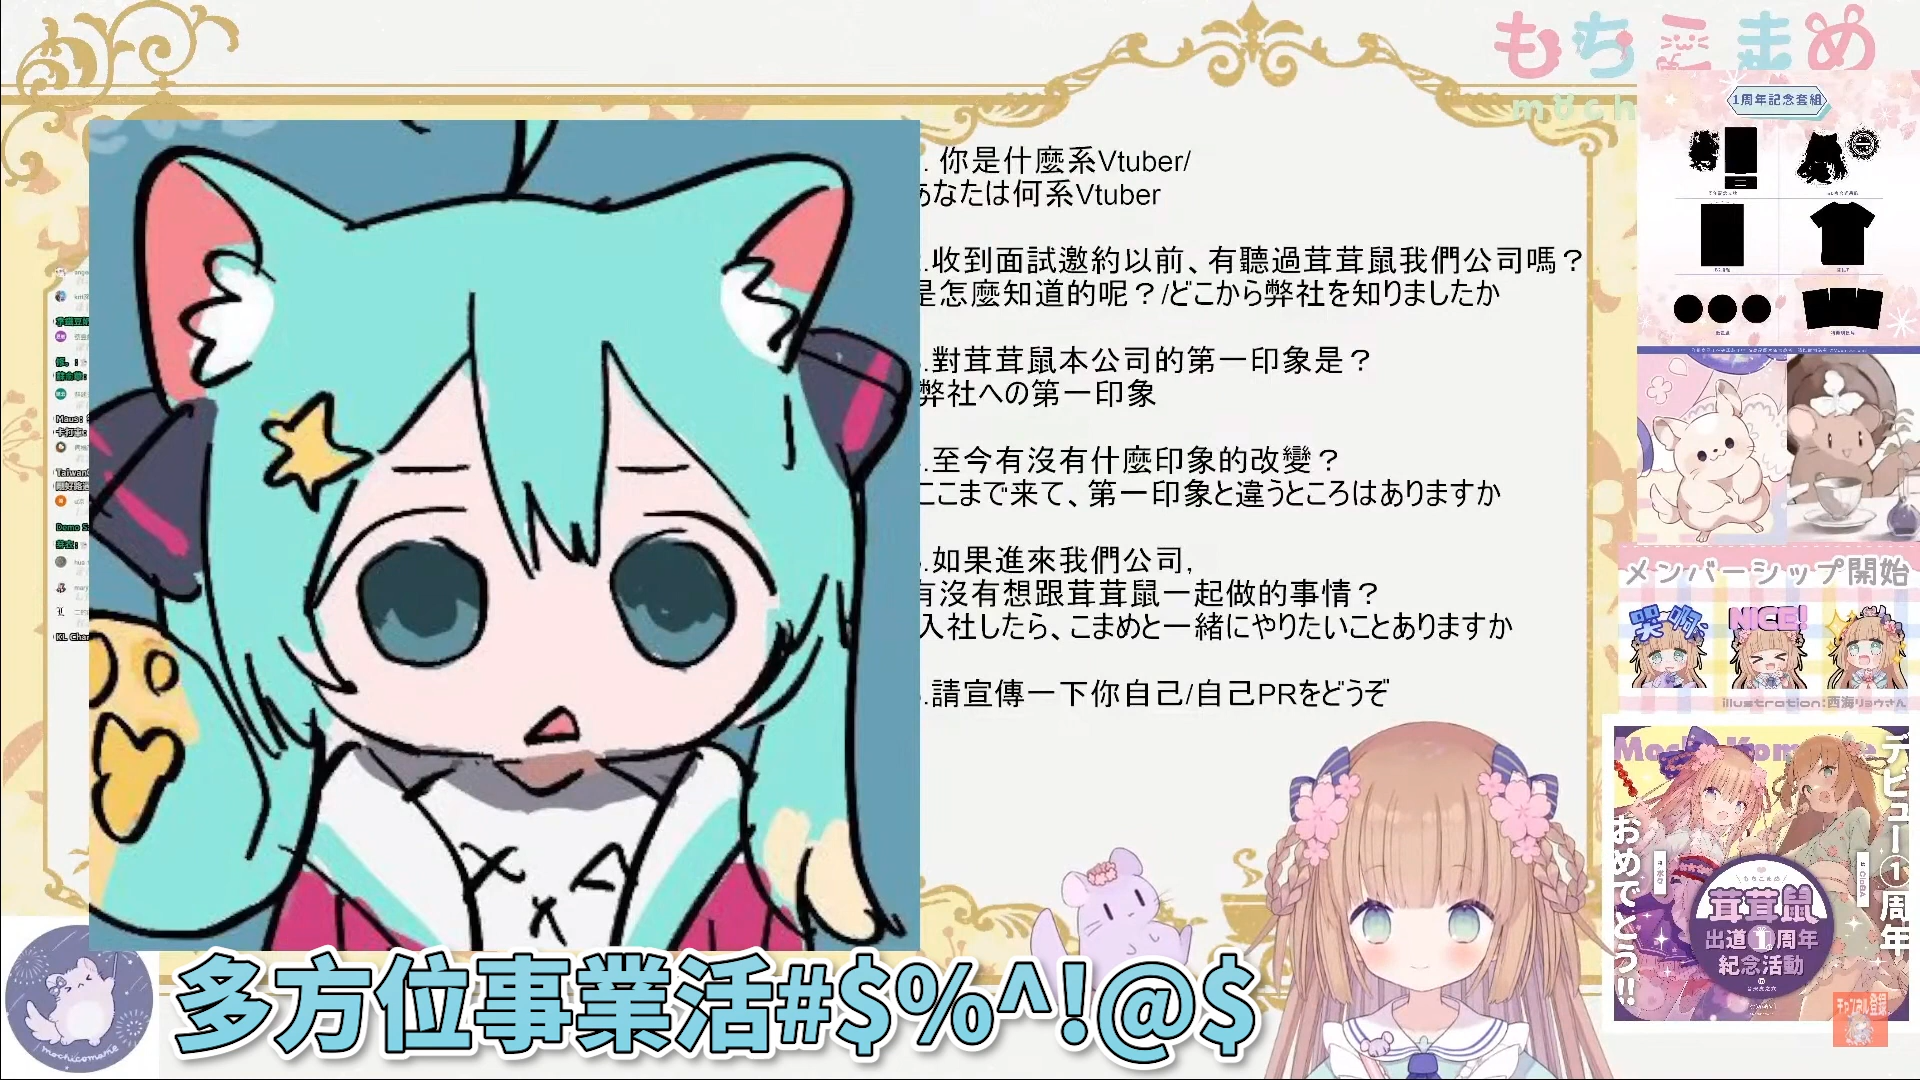 もちこまめ
möch
1周年記念套組
. 你是什麼系Vtuber/
あなたは何系Vtuber
.收到面試邀約以前、有聽過茸茸鼠我們公司嗎？
是怎麼知道的呢？/どこから弊社を知りましたか
.對茸茸鼠本公司的第一印象是？
弊社への第一印象
.至今有沒有什麼印象的改變？
ここまで来て、第一印象と違うところはありますか
.如果進來我們公司,
有沒有想跟茸茸鼠一起做的事情？
入社したら、こまめと一緒にやりたいことありますか
.請宣傳一下你自己/自己PRをどうぞ
メンバーシップ開始
哭啊
NICE!
illustration:西海リョウさん
デビュー①周年
おめでとう!!
茸茸鼠
出道1周年
紀念活動
チャンネル登録
mochicomame
多方位事業活#$%^!@$